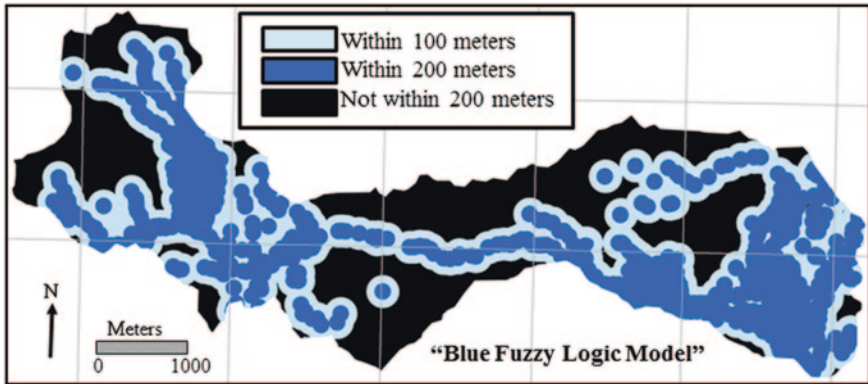 Within 100 meters
Within 200 meters
Not within 200 meters
N
Meters
0 1000
“Blue Fuzzy Logic Model”